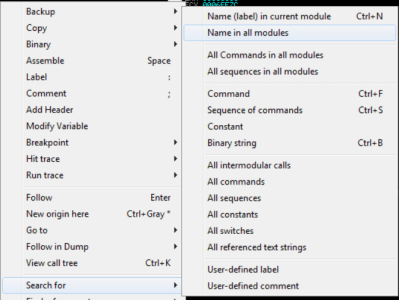 Backup
Copy
Binary
Assemble Space
Label :
Comment ;
Add Header
Modify Variable
Breakpoint
Hit trace
Run trace
Follow Enter
New origin here Ctrl+Gray *
Go to
Follow in Dump
View call tree Ctrl+K
Search for
Name (label) in current module Ctrl+N
Name in all modules
All Commands in all modules
All sequences in all modules
Command Ctrl+F
Sequence of commands Ctrl+S
Constant
Binary string Ctrl+B
All intermodular calls
All commands
All sequences
All constants
All switches
All referenced text strings
User-defined label
User-defined comment